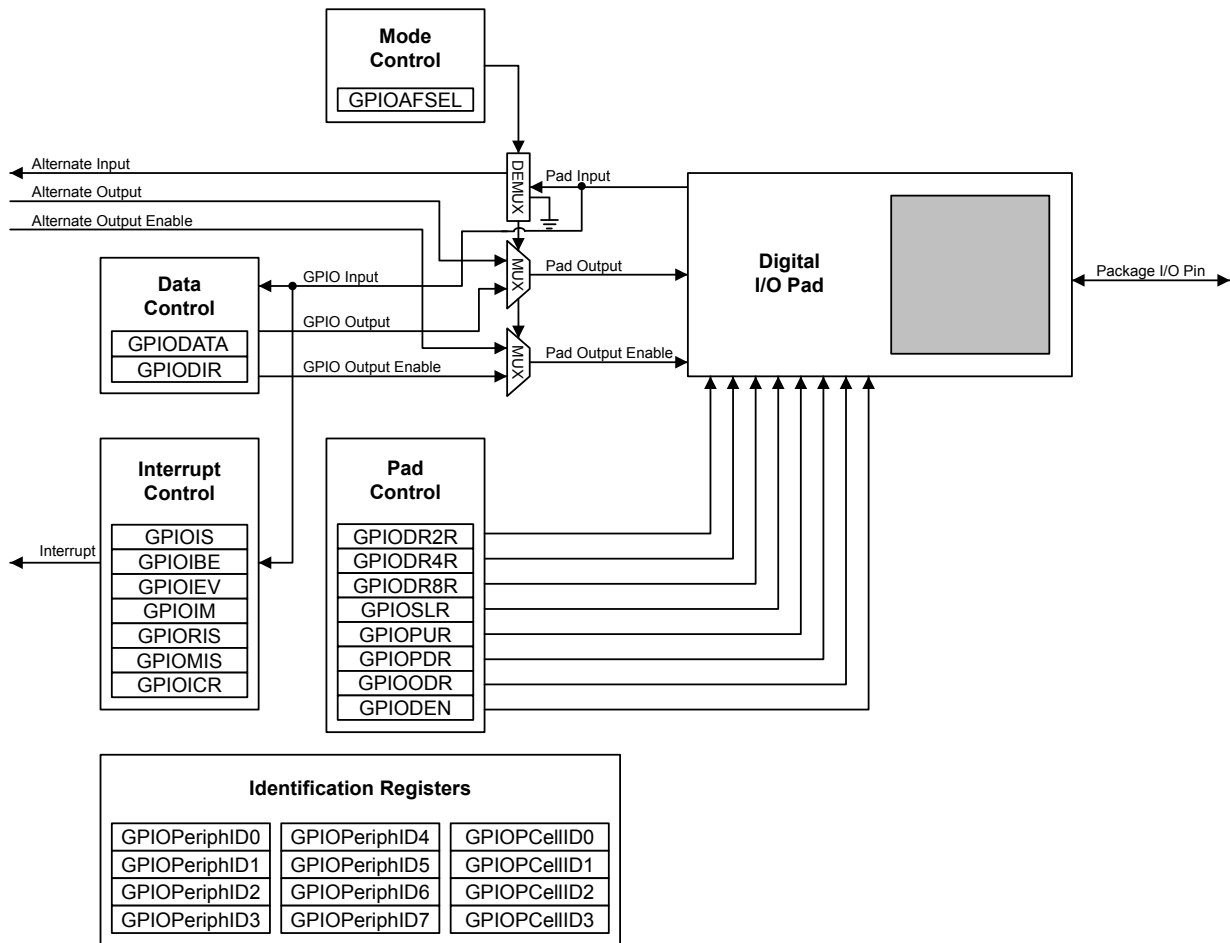 Mode
Control
GPIOAFSEL
Alternate Input
Alternate Output
Alternate Output Enable
DEMUX
Pad Input
MUX
Pad Output
MUX
Pad Output Enable
Digital
I/O Pad
Package I/O Pin
Data
Control
GPIODATA
GPIODIR
GPIO Input
GPIO Output
GPIO Output Enable
Interrupt
Interrupt
Control
GPIOIS
GPIOIBE
GPIOIEV
GPIOIM
GPIORIS
GPIOMIS
GPIOICR
Pad
Control
GPIODR2R
GPIODR4R
GPIODR8R
GPIOSLR
GPIOPUR
GPIOPDR
GPIOODR
GPIODEN
Identification Registers
GPIOPeriphID0
GPIOPeriphID1
GPIOPeriphID2
GPIOPeriphID3
GPIOPeriphID4
GPIOPeriphID5
GPIOPeriphID6
GPIOPeriphID7
GPIOPCellID0
GPIOPCellID1
GPIOPCellID2
GPIOPCellID3